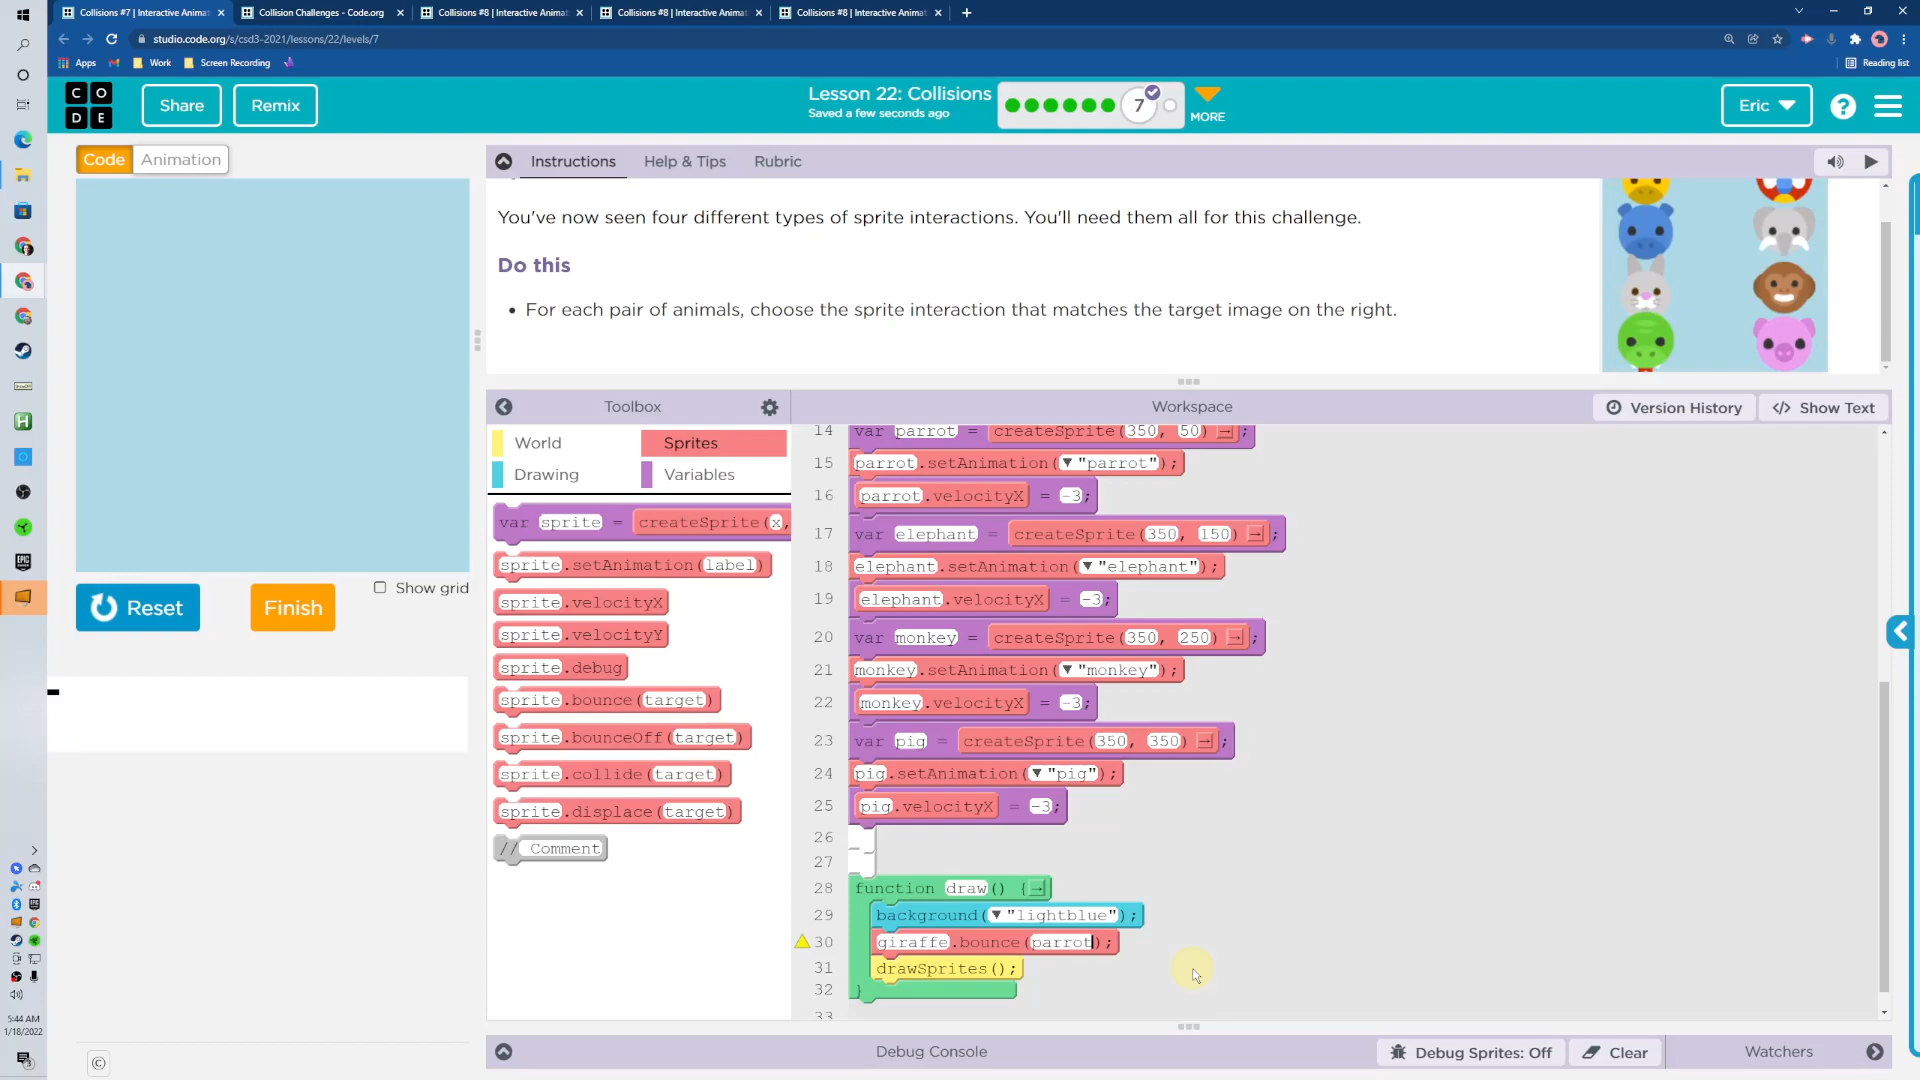 Collisions #7 | Interactive Animat
Collision Challenges - Code.org
Collisions #8 | Interactive Animat
Collisions #8 | Interactive Animat
Collisions #8 | Interactive Animat
studio.code.org/s/csd3-2021/lessons/22/levels/7
Apps
Work
Screen Recording
Reading list
C O D E
Share
Remix
Lesson 22: Collisions
Saved a few seconds ago
7
MORE
Eric
?
Code
Animation
Instructions
Help & Tips
Rubric
You've now seen four different types of sprite interactions. You'll need them all for this challenge.
Do this
• For each pair of animals, choose the sprite interaction that matches the target image on the right.
Toolbox
Workspace
Version History
</> Show Text
World
Sprites
Drawing
Variables
var sprite = createSprite(x,
sprite.setAnimation(label)
sprite.velocityX
sprite.velocityY
sprite.debug
sprite.bounce(target)
sprite.bounceOff(target)
sprite.collide(target)
sprite.displace(target)
// Comment
Reset
Finish
Show grid
14 var parrot = createSprite(350, 50);
15 parrot.setAnimation("parrot");
16 parrot.velocityX = -3;
17 var elephant = createSprite(350, 150);
18 elephant.setAnimation("elephant");
19 elephant.velocityX = -3;
20 var monkey = createSprite(350, 250);
21 monkey.setAnimation("monkey");
22 monkey.velocityX = -3;
23 var pig = createSprite(350, 350);
24 pig.setAnimation("pig");
25 pig.velocityX = -3;
26
27
28 function draw() {
29 background("lightblue");
30 giraffe.bounce(parrot);
31 drawSprites();
32 }
33
Debug Console
Debug Sprites: Off
Clear
Watchers
5:44 AM
1/18/2022
©